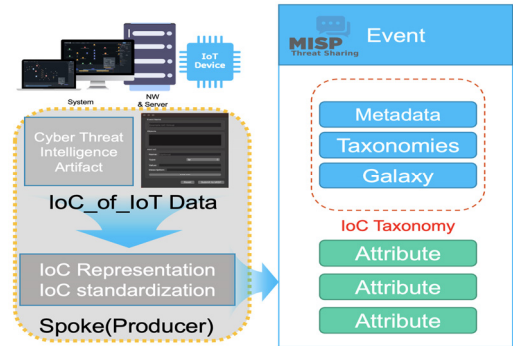 IoT
Device
System
NW
& Server
Cyber Threat
Intelligence
Artifact
IoC_of_IoT Data
IoC Representation
IoC standardization
Spoke(Producer)
MISP
Threat Sharing
Event
Metadata
Taxonomies
Galaxy
IoC Taxonomy
Attribute
Attribute
Attribute